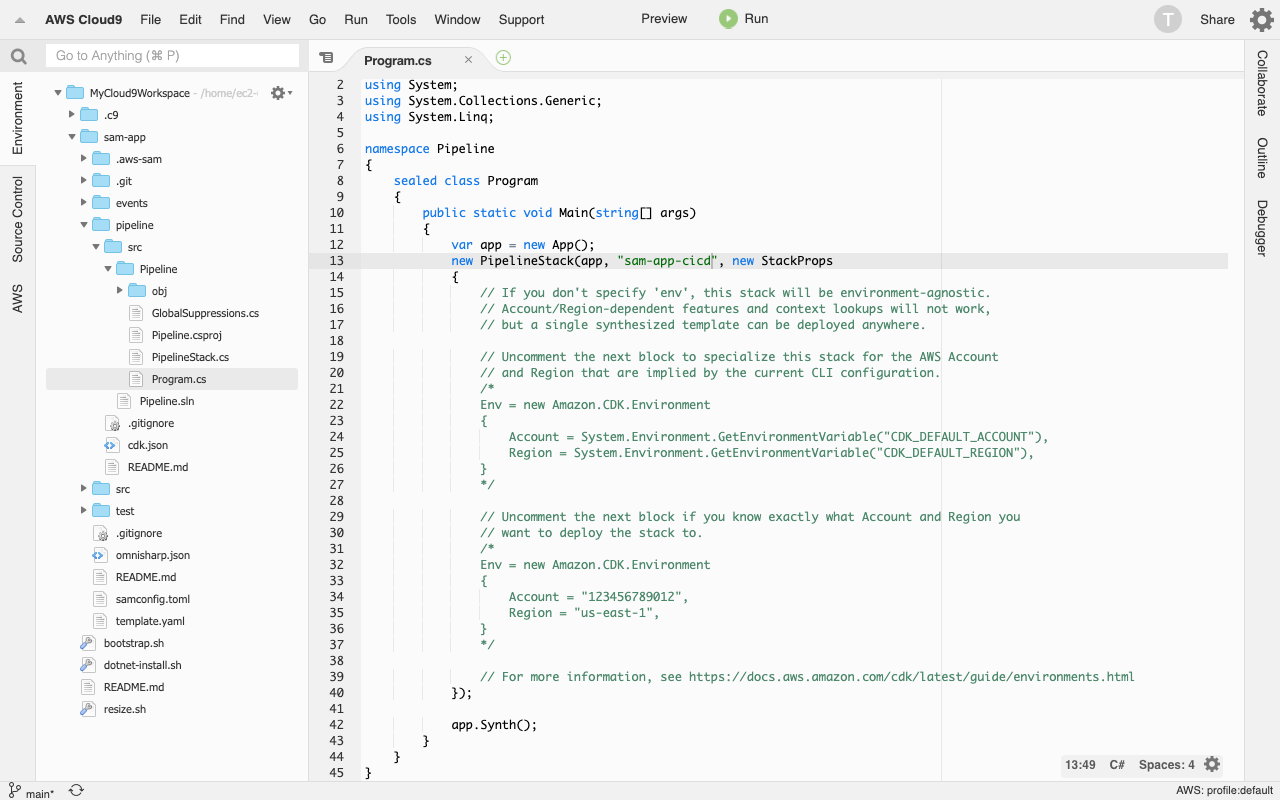 AWS Cloud9 File Edit Find View Go Run Tools Window Support Preview Run T Share
Go to Anything (⌘ P)
Program.cs
Environment
Source Control
AWS
MyCloud9Workspace - /home/ec2-
.c9
sam-app
.aws-sam
.git
events
pipeline
src
Pipeline
obj
GlobalSuppressions.cs
Pipeline.csproj
PipelineStack.cs
Program.cs
Pipeline.sln
.gitignore
cdk.json
README.md
src
test
.gitignore
omnisharp.json
README.md
samconfig.toml
template.yaml
bootstrap.sh
dotnet-install.sh
README.md
resize.sh
2 using System;
3 using System.Collections.Generic;
4 using System.Linq;
5
6 namespace Pipeline
7 {
8     sealed class Program
9     {
10         public static void Main(string[] args)
11         {
12             var app = new App();
13             new PipelineStack(app, "sam-app-cicd", new StackProps
14             {
15                 // If you don't specify 'env', this stack will be environment-agnostic.
16                 // Account/Region-dependent features and context lookups will not work,
17                 // but a single synthesized template can be deployed anywhere.
18
19                 // Uncomment the next block to specialize this stack for the AWS Account
20                 // and Region that are implied by the current CLI configuration.
21                 /*
22                 Env = new Amazon.CDK.Environment
23                 {
24                     Account = System.Environment.GetEnvironmentVariable("CDK_DEFAULT_ACCOUNT"),
25                     Region = System.Environment.GetEnvironmentVariable("CDK_DEFAULT_REGION"),
26                 }
27                 */
28
29                 // Uncomment the next block if you know exactly what Account and Region you
30                 // want to deploy the stack to.
31                 /*
32                 Env = new Amazon.CDK.Environment
33                 {
34                     Account = "123456789012",
35                     Region = "us-east-1",
36                 }
37                 */
38
39                 // For more information, see https://docs.aws.amazon.com/cdk/latest/guide/environments.html
40             });
41
42             app.Synth();
43         }
44     }
45 }
13:49 C# Spaces: 4
Collaborate
Outline
Debugger
main* AWS: profile:default